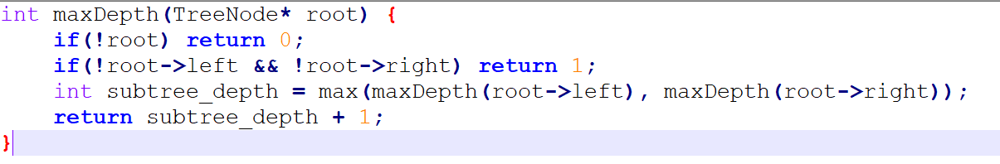 int maxDepth(TreeNode* root) {
    if(!root) return 0;
    if(!root->left && !root->right) return 1;
    int subtree_depth = max(maxDepth(root->left), maxDepth(root->right));
    return subtree_depth + 1;
}